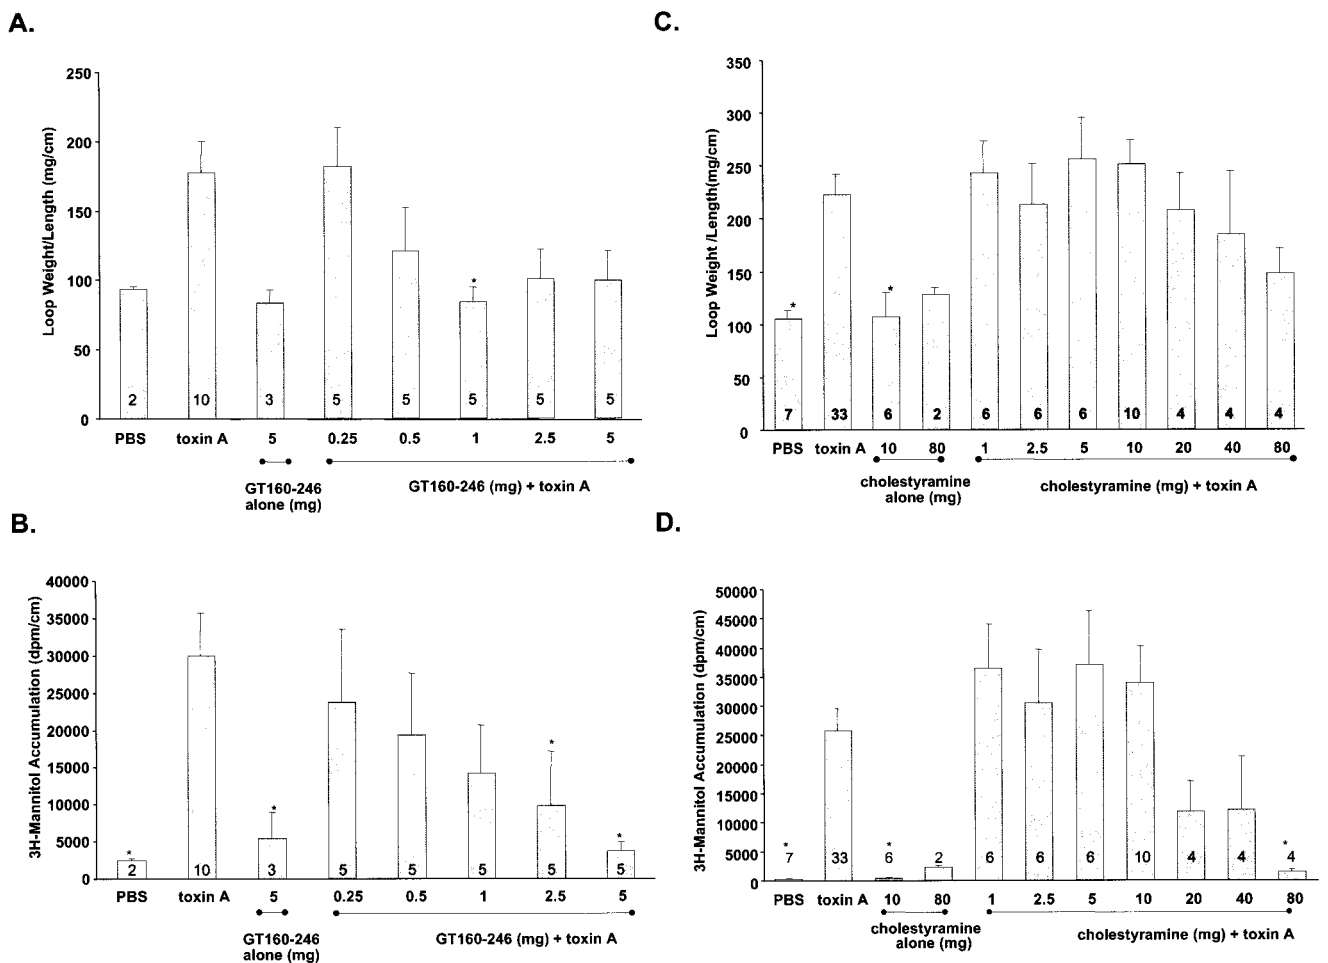 A.
250
200
150
100
50
0
Loop Weight/Length (mg/cm)
*
2 10 3 5 5 5 5 5
PBS toxin A 5 0.25 0.5 1 2.5 5
GT160-246 alone (mg)
GT160-246 (mg) + toxin A
B.
40000
35000
30000
25000
20000
15000
10000
5000
0
3H-Mannitol Accumulation (dpm/cm)
* * * *
2 10 3 5 5 5 5 5
PBS toxin A 5 0.25 0.5 1 2.5 5
GT160-246 alone (mg)
GT160-246 (mg) + toxin A
C.
350
300
250
200
150
100
50
0
Loop Weight /Length(mg/cm)
* *
7 33 6 2 6 6 6 10 4 4 4
PBS toxin A 10 80 1 2.5 5 10 20 40 80
cholestyramine alone (mg)
cholestyramine (mg) + toxin A
D.
50000
45000
40000
35000
30000
25000
20000
15000
10000
5000
0
3H-Mannitol Accumulation (dpm/cm)
* * *
7 33 6 2 6 6 6 10 4 4 4
PBS toxin A 10 80 1 2.5 5 10 20 40 80
cholestyramine alone (mg)
cholestyramine (mg) + toxin A